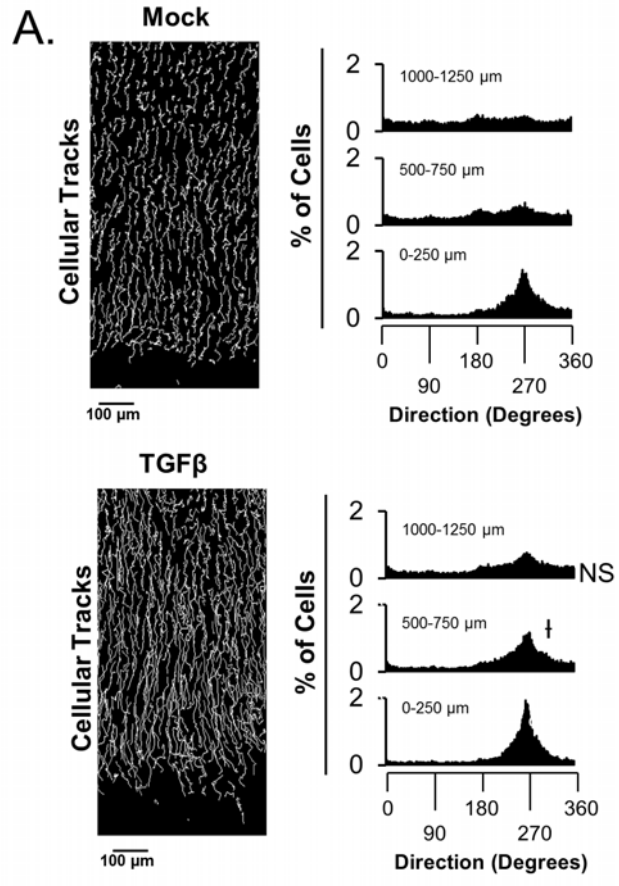 A.
Mock
Cellular Tracks
100 µm
% of Cells
2
1000-1250 µm
0
2
500-750 µm
0
2
0-250 µm
0
0 180 360
90 270
Direction (Degrees)
TGFβ
Cellular Tracks
100 µm
% of Cells
2
1000-1250 µm
0
NS
2
500-750 µm
ɫ
0
2
0-250 µm
0
0 180 360
90 270
Direction (Degrees)